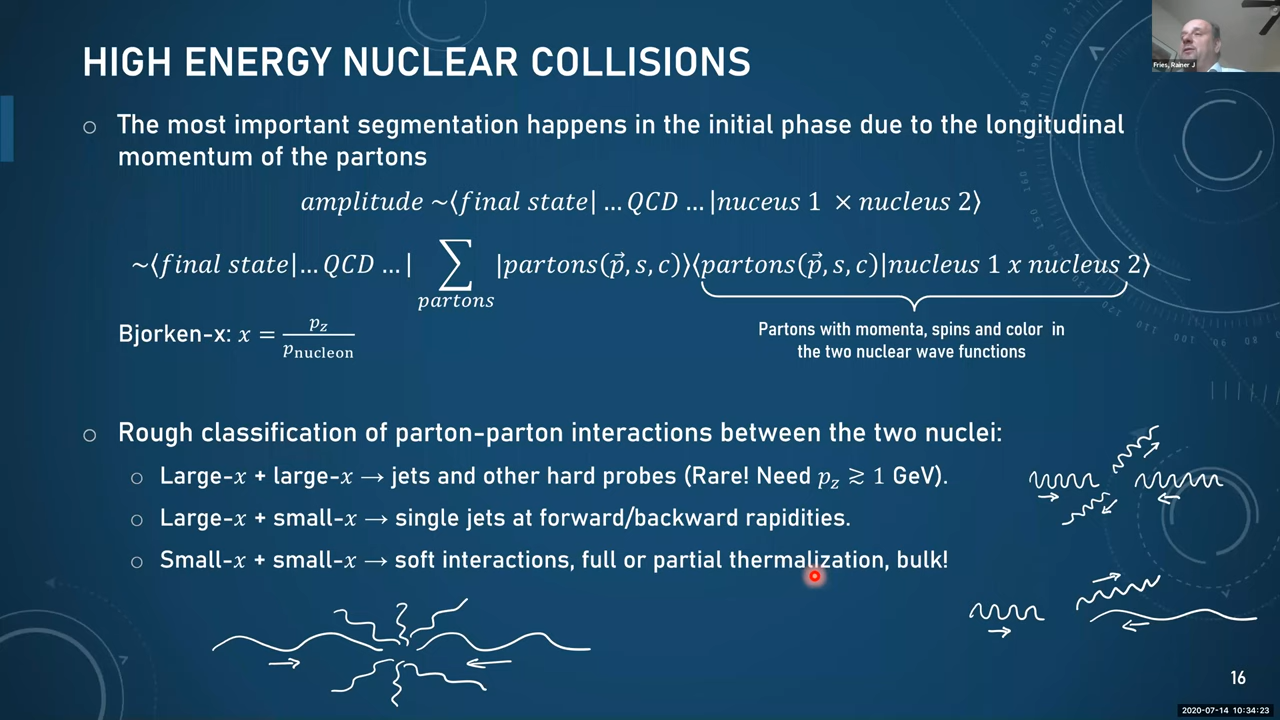 HIGH ENERGY NUCLEAR COLLISIONS
Fries, Rainer J
○ The most important segmentation happens in the initial phase due to the longitudinal
momentum of the partons
amplitude ~⟨final state| … QCD … |nuceus 1 × nucleus 2⟩
~⟨final state|… QCD …| ∑ |partons(p⃗, s, c)⟩⟨partons(p⃗, s, c)|nucleus 1 x nucleus 2⟩
partons
Bjorken-x: x = p_z / p_nucleon
Partons with momenta, spins and color in
the two nuclear wave functions
○ Rough classification of parton-parton interactions between the two nuclei:
○ Large-x + large-x → jets and other hard probes (Rare! Need p_z ≳ 1 GeV).
○ Large-x + small-x → single jets at forward/backward rapidities.
○ Small-x + small-x → soft interactions, full or partial thermalization, bulk!
16
2020-07-14 10:34:23